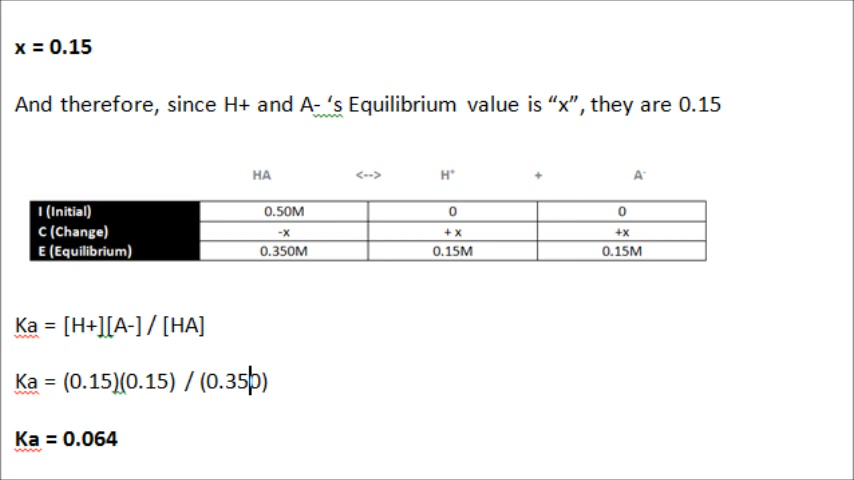 x = 0.15
And therefore, since H+ and A- ‘s Equilibrium value is “x”, they are 0.15
HA <--> H⁺ + A⁻
I (Initial) 0.50M 0 0
C (Change) -x + x +x
E (Equilibrium) 0.350M 0.15M 0.15M
Ka = [H+][A-] / [HA]
Ka = (0.15)(0.15) / (0.350)
Ka = 0.064